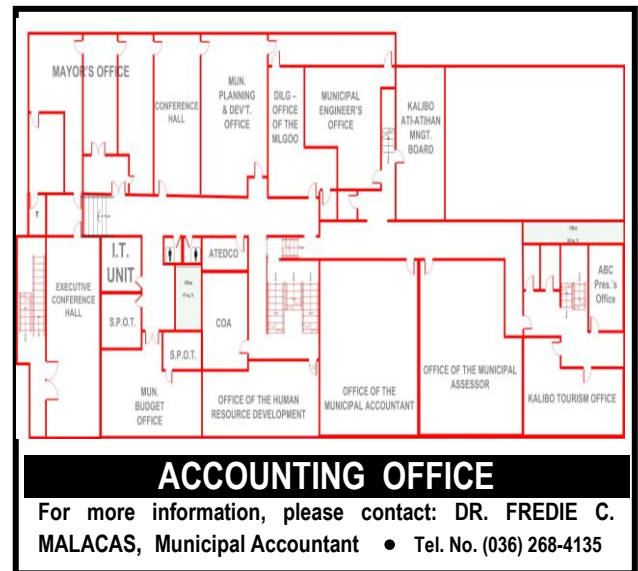 MAYOR'S OFFICE
CONFERENCE
HALL
MUN.
PLANNING
& DEV'T.
OFFICE
DILG –
OFFICE
OF THE
MLGOO
MUNICIPAL
ENGINEER'S
OFFICE
KALIBO
ATI-ATIHAN
MNGT.
BOARD
T
I.T.
UNIT
ATEDCO
Office
Office
EXECUTIVE
CONFERENCE
HALL
S.P.O.T.
COA
ABC
Pres.'s
Office
S.P.O.T.
MUN.
BUDGET
OFFICE
OFFICE OF THE HUMAN
RESOURCE DEVELOPMENT
OFFICE OF THE
MUNICIPAL ACCOUNTANT
OFFICE OF THE MUNICIPAL
ASSESSOR
KALIBO TOURISM OFFICE
ACCOUNTING OFFICE
For more information, please contact: DR. FREDIE C.
MALACAS, Municipal Accountant ● Tel. No. (036) 268-4135